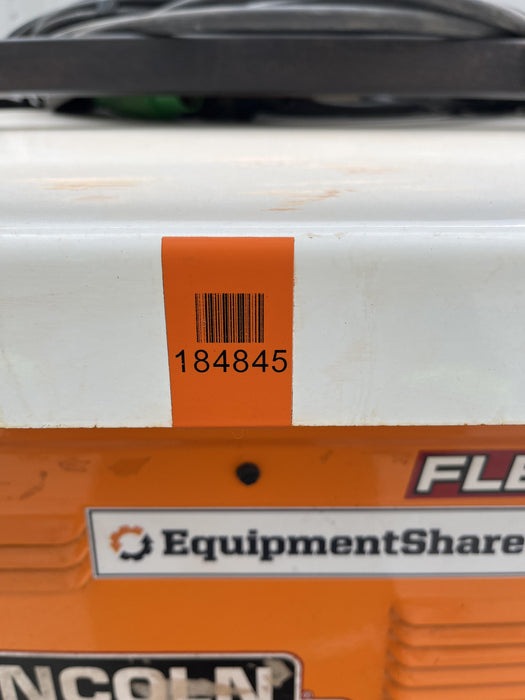 184845
FLE
EquipmentShare
NCOLN